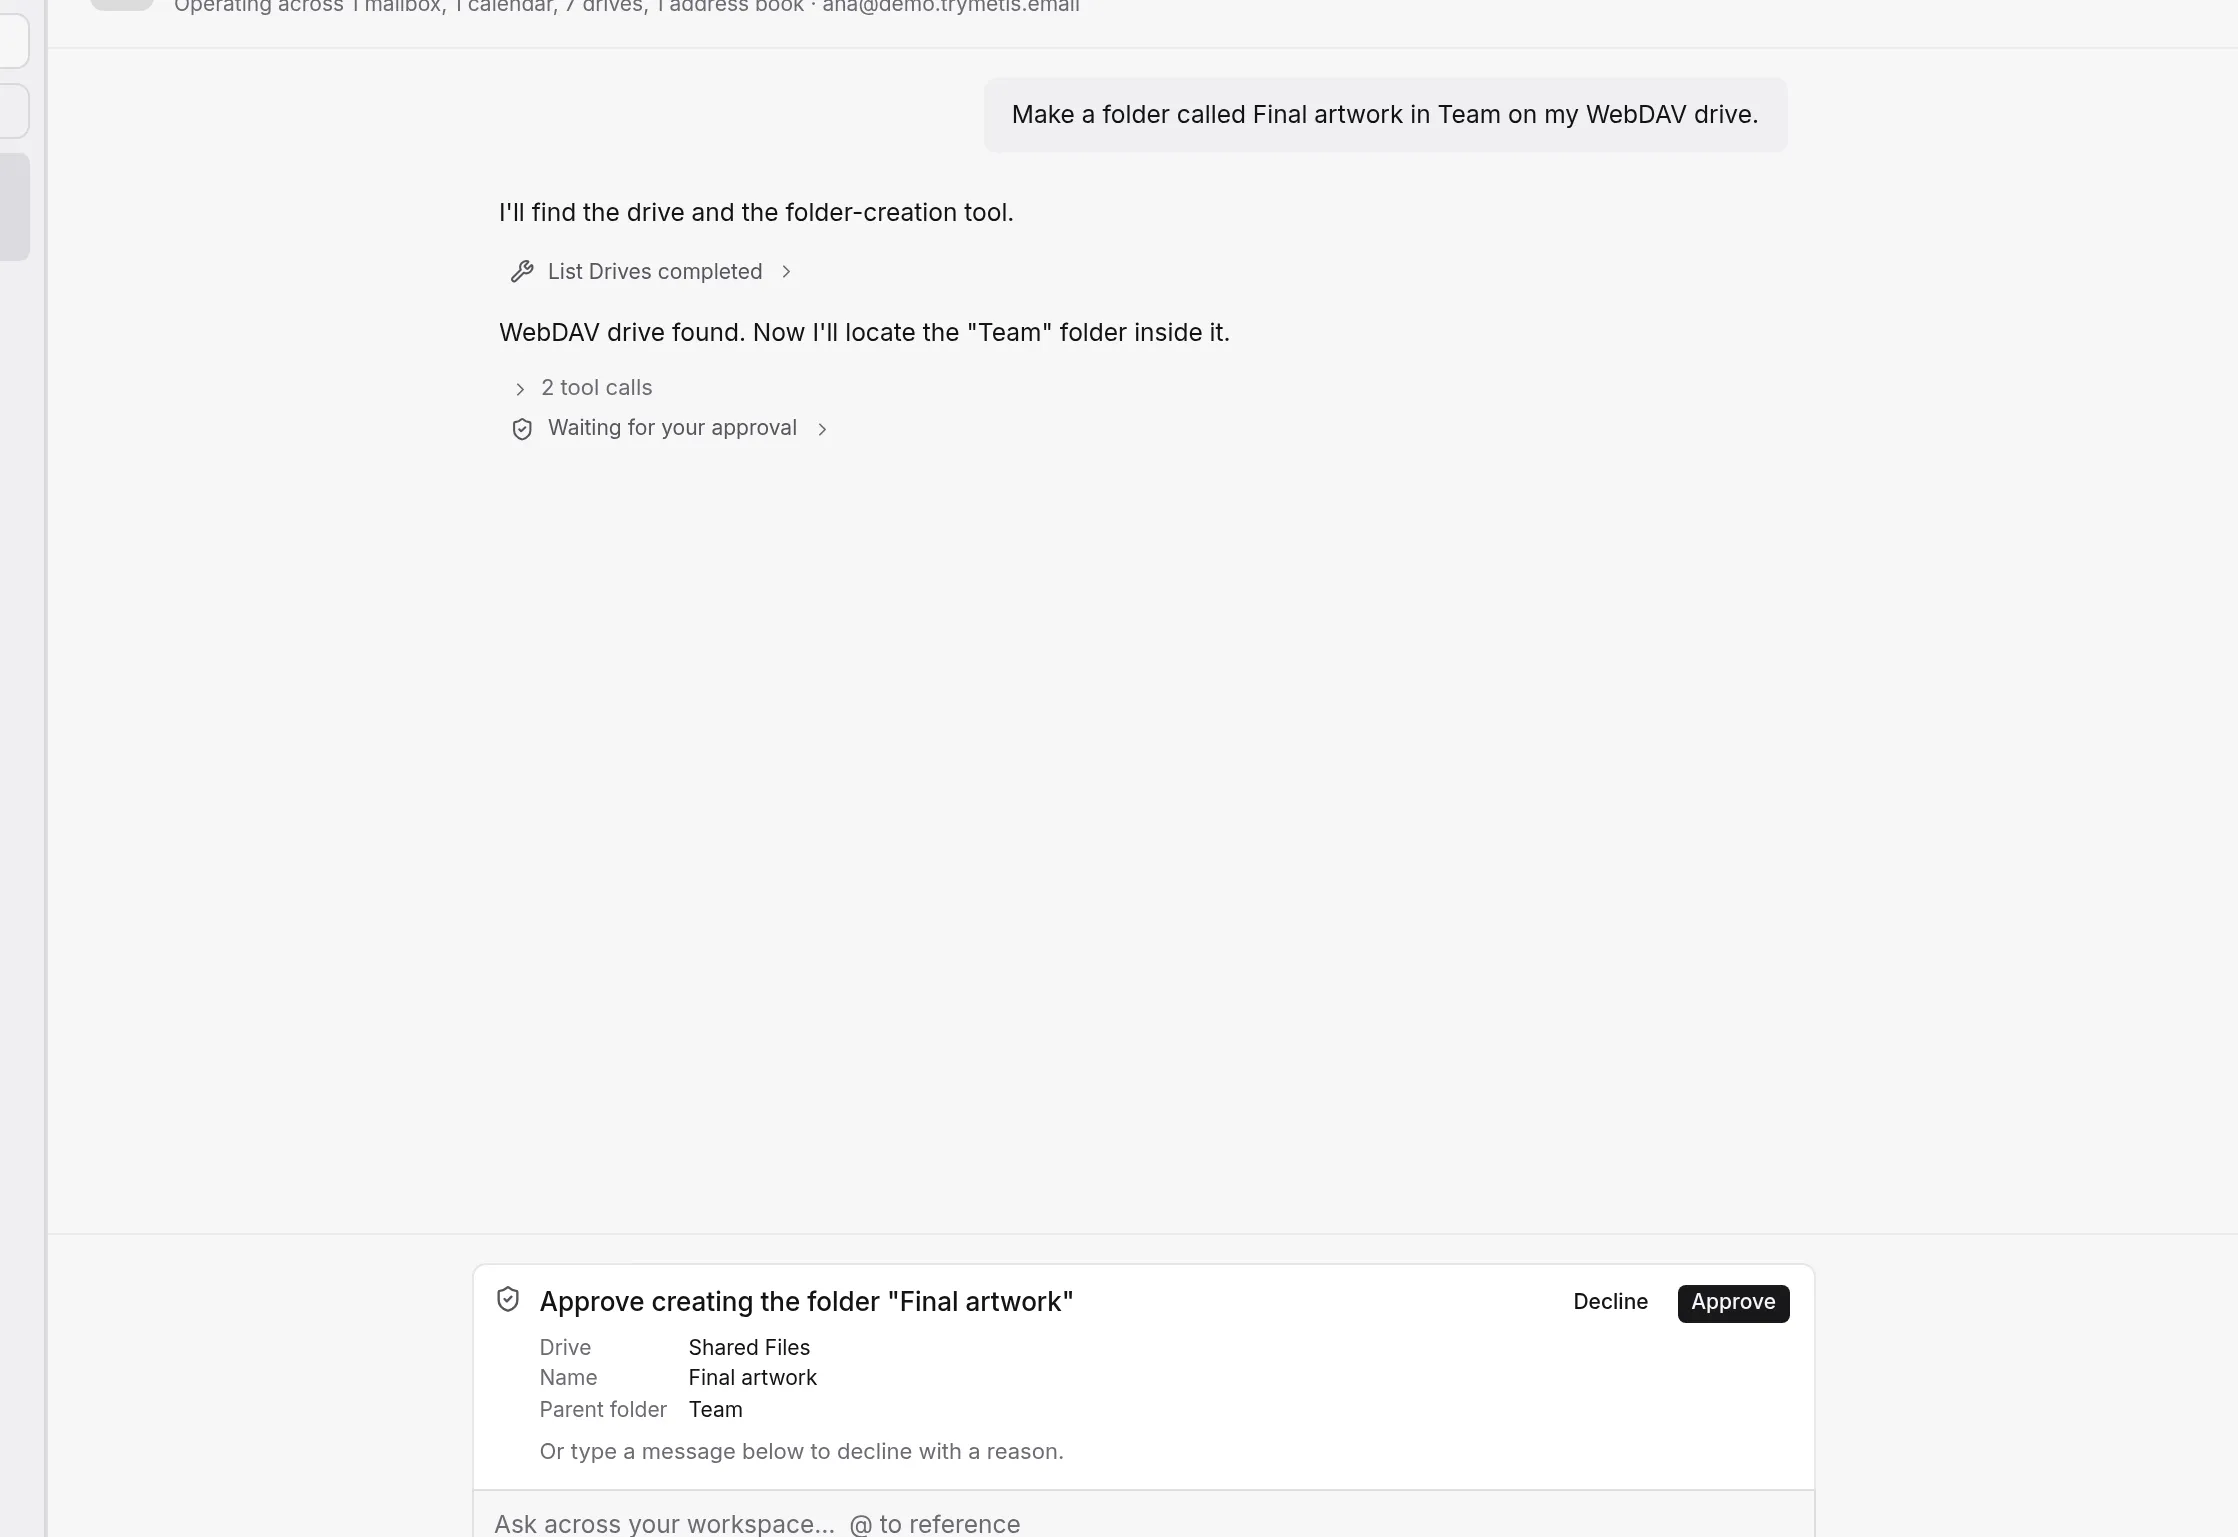 Operating across 1 mailbox, 1 calendar, 7 drives, 1 address book · ana@demo.trymetis.email
Make a folder called Final artwork in Team on my WebDAV drive.
I'll find the drive and the folder-creation tool.
List Drives completed
WebDAV drive found. Now I'll locate the "Team" folder inside it.
2 tool calls
Waiting for your approval
Approve creating the folder "Final artwork"
Decline
Approve
Drive Shared Files
Name Final artwork
Parent folder Team
Or type a message below to decline with a reason.
Ask across your workspace... @ to reference